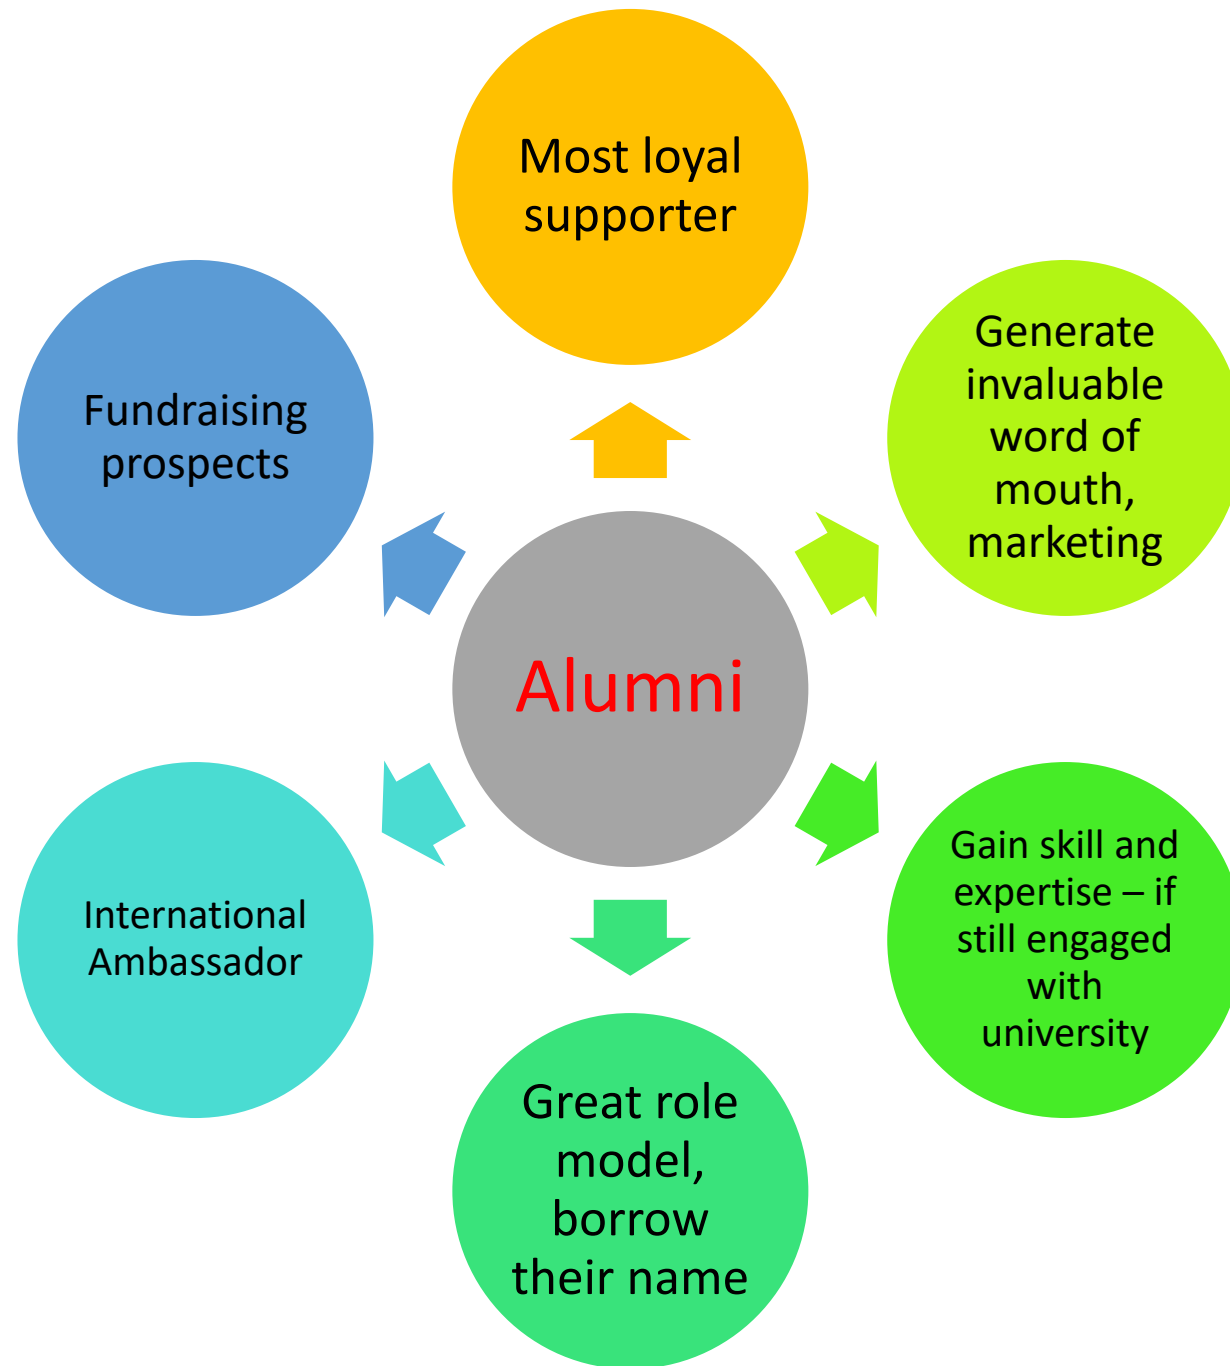 Most loyal
supporter
Generate
invaluable
word of
mouth,
marketing
Fundraising
prospects
Alumni
Gain skill and
expertise – if
still engaged
with
university
International
Ambassador
Great role
model,
borrow
their name